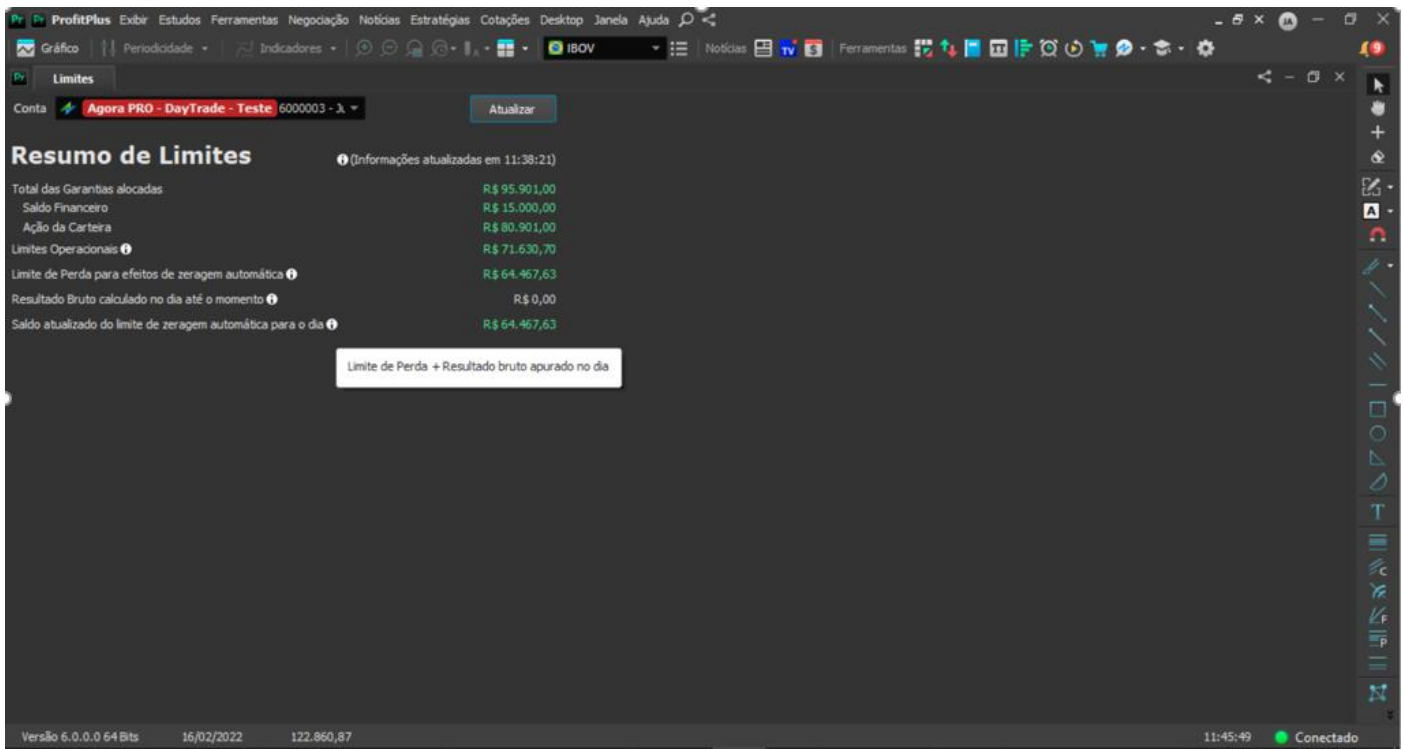 ProfitPlus Exibir Estudos Ferramentas Negociação Notícias Estratégias Cotações Desktop Janela Ajuda JA
Gráfico Periodicidade Indicadores IBOV Notícias TV $ Ferramentas 9
Pr Limites
Conta Agora PRO - DayTrade - Teste 6000003 - Atualizar
Resumo de Limites (Informações atualizadas em 11:38:21)
Total das Garantias alocadas R$ 95.901,00
Saldo Financeiro R$ 15.000,00
Ação da Carteira R$ 80.901,00
Limites Operacionais R$ 71.630,70
Limite de Perda para efeitos de zeragem automática R$ 64.467,63
Resultado Bruto calculado no dia até o momento R$ 0,00
Saldo atualizado do limite de zeragem automática para o dia R$ 64.467,63
Limite de Perda + Resultado bruto apurado no dia
A
T
C
F
P
Versão 6.0.0.0 64 Bits 16/02/2022 122.860,87 11:45:49 Conectado